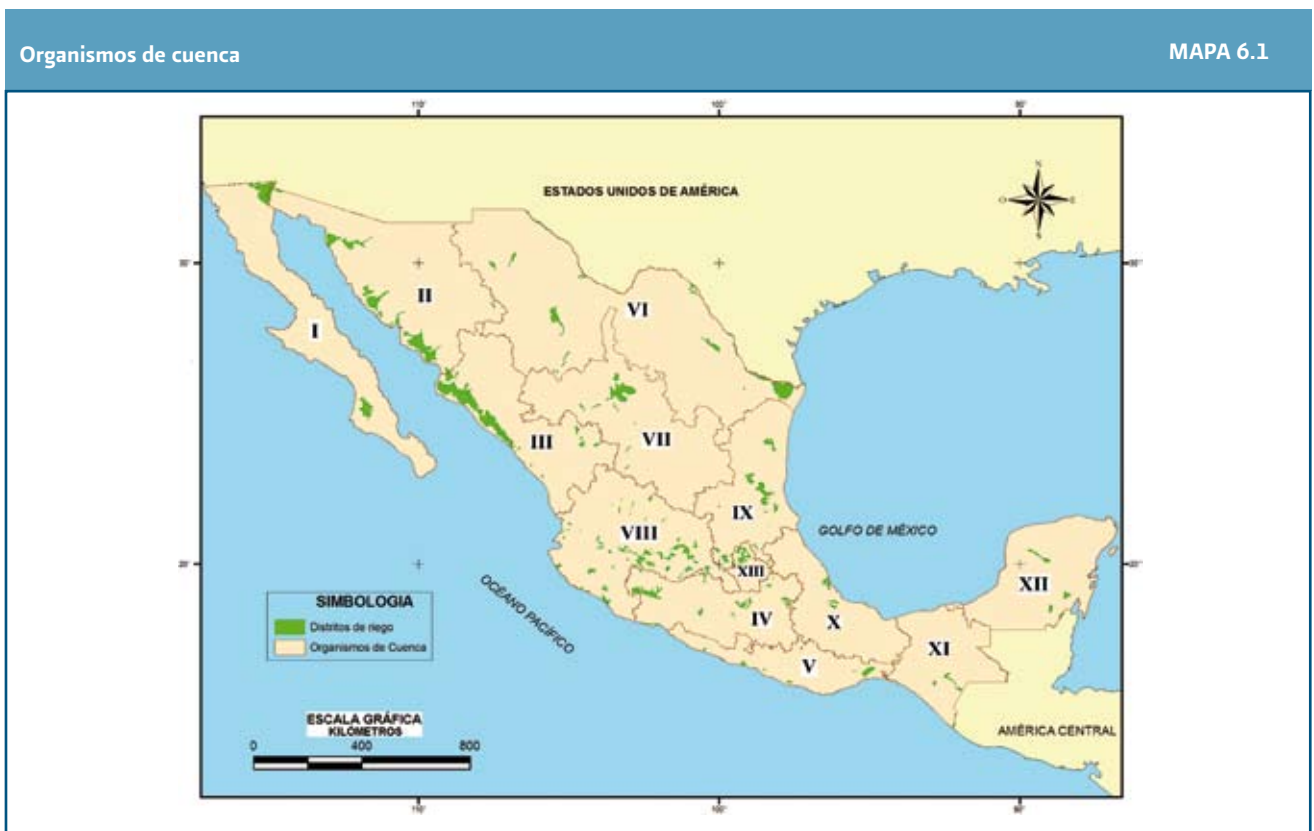 Organismos de cuenca
MAPA 6.1
110°
100°
90°
ESTADOS UNIDOS DE AMÉRICA
N
O
E
S
30°
30°
II
VI
I
III
VII
IX
GOLFO DE MÉXICO
VIII
XIII
20°
20°
XII
OCÉANO PACÍFICO
SIMBOLOGIA
Distritos de riego
Organismos de Cuenca
IV
X
XI
V
ESCALA GRÁFICA
KILÓMETROS
0 400 800
AMÉRICA CENTRAL
110°
100°
90°